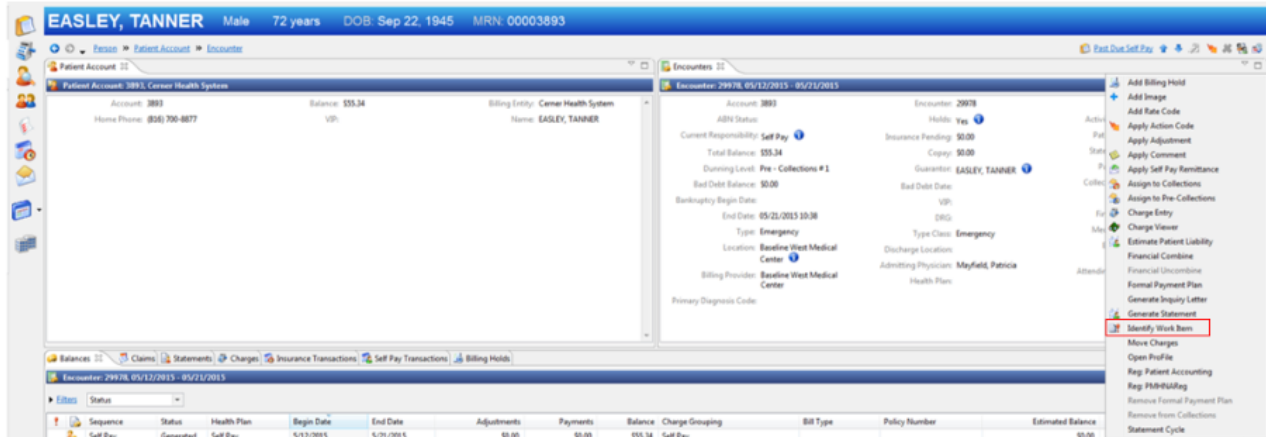 EASLEY, TANNER Male 72 years DOB: Sep 22, 1945 MRN: 00003893
Person » Patient Account » Encounter
Past Due Self Pay
Patient Account
Patient Account: 3893, Cerner Health System
Account: 3893 Balance: $55.34 Billing Entity: Cerner Health System
Home Phone: (816) 700-8877 VIP: Name: EASLEY, TANNER
Encounters
Encounter: 29978, 05/12/2015 - 05/21/2015
Account: 3893 Encounter: 29978
ABN Status: Holds: Yes Activ
Current Responsibility: Self Pay Insurance Pending: $0.00 Pat
Total Balance: $55.34 Copay: $0.00 State
Dunning Level: Pre - Collections #1 Guarantor: EASLEY, TANNER
Bad Debt Balance: $0.00 Bad Debt Date: Collec
Bankruptcy Begin Date: VIP:
End Date: 05/21/2015 10:38 DRG:
Type: Emergency Type Class: Emergency
Location: Baseline West Medical Center Discharge Location:
Admitting Physician: Mayfield, Patricia Attendin
Billing Provider: Baseline West Medical Center Health Plan:
Primary Diagnosis Code:
Add Billing Hold
Add Image
Add Rate Code
Apply Action Code
Apply Adjustment
Apply Comment
Apply Self Pay Remittance
Assign to Collections
Assign to Pre-Collections
Charge Entry
Charge Viewer
Estimate Patient Liability
Financial Combine
Financial Uncombine
Formal Payment Plan
Generate Inquiry Letter
Generate Statement
Identify Work Item
Move Charges
Open ProFile
Reg: Patient Accounting
Reg: PMHNAReg
Remove Formal Payment Plan
Remove from Collections
Statement Cycle
Balances Claims Statements Charges Insurance Transactions Self Pay Transactions Billing Holds
Encounter: 29978, 05/12/2015 - 05/21/2015
Filters Status
Sequence Status Health Plan Begin Date End Date Adjustments Payments Balance Charge Grouping Bill Type Policy Number Estimated Balance
Self Pay Generated Self Pay 5/12/2015 5/21/2015 $0.00 $0.00 $55.34 Self Pay $0.00